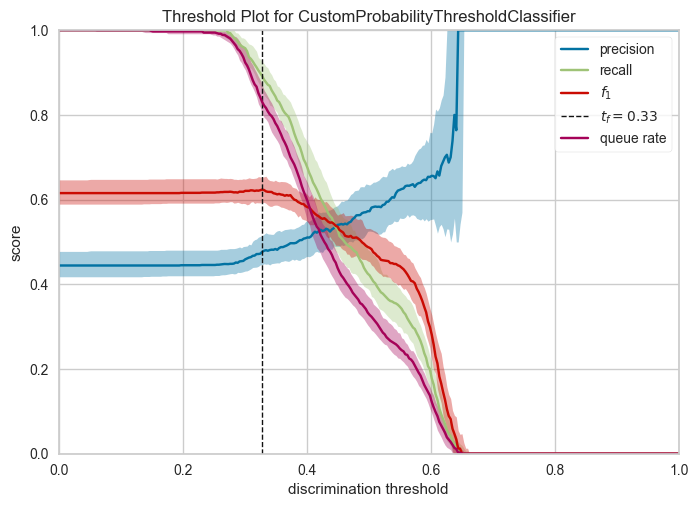 Threshold Plot for CustomProbabilityThresholdClassifier
1.0
0.8
0.6
0.4
0.2
0.0
score
0.0 0.2 0.4 0.6 0.8 1.0
discrimination threshold
precision
recall
f1
tf = 0.33
queue rate